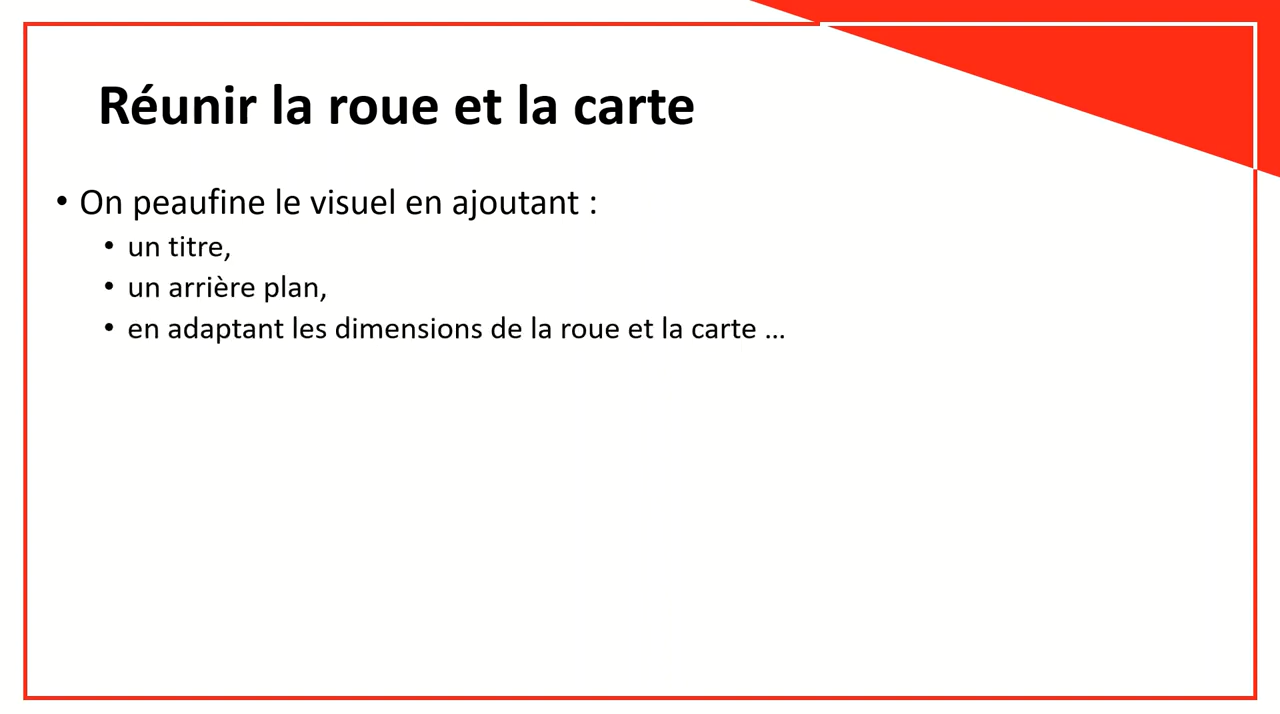 Réunir la roue et la carte
• On peaufine le visuel en ajoutant :
• un titre,
• un arrière plan,
• en adaptant les dimensions de la roue et la carte …